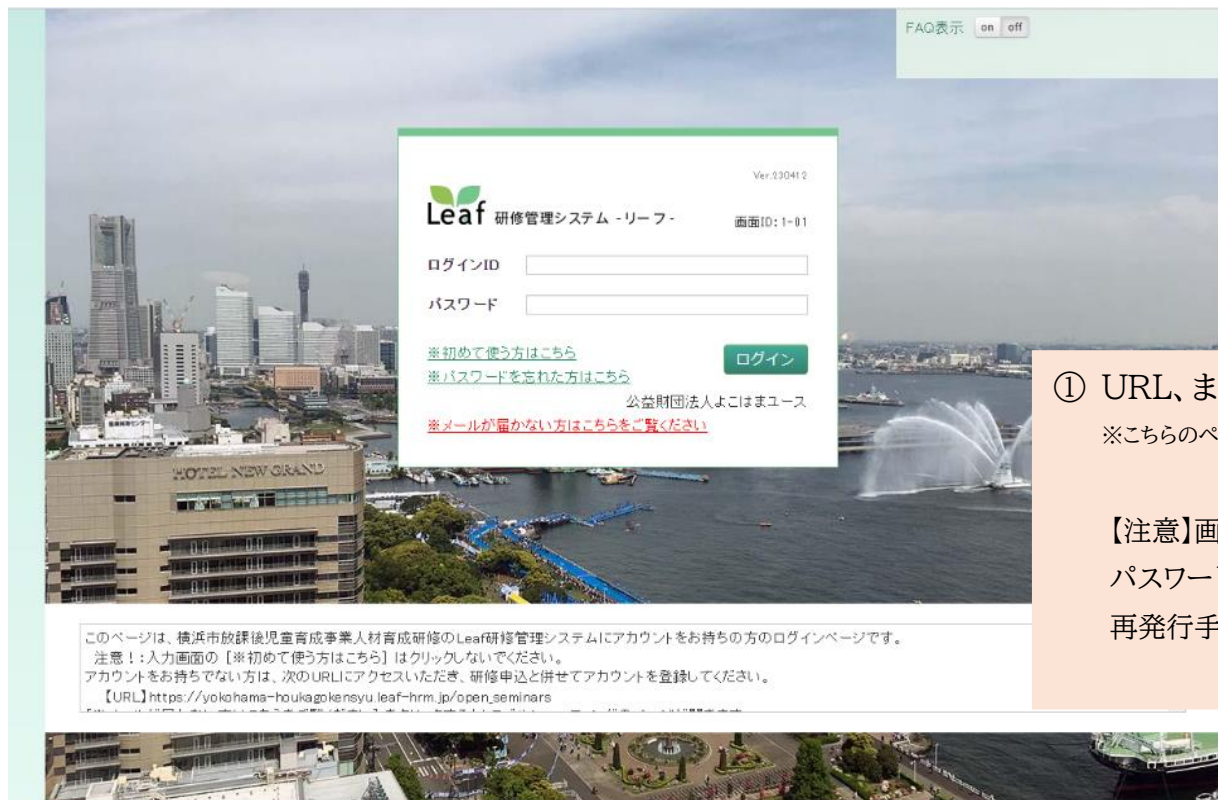 FAQ表示 on off
Ver.230412
Leaf 研修管理システム -リーフ- 画面ID:1-01
ログインID
パスワード
※初めて使う方はこちら
ログイン
※パスワードを忘れた方はこちら
公益財団法人よこはまユース
※メールが届かない方はこちらをご覧ください
① URL、ま
※こちらのペ
【注意】画
パスワー
再発行手
HOTEL NEW GRAND
このページは、横浜市放課後児童育成事業人材育成研修のLeaf研修管理システムにアカウントをお持ちの方のログインページです。
注意!:入力画面の [※初めて使う方はこちら] はクリックしないでください。
アカウントをお持ちでない方は、次のURLにアクセスいただき、研修申込と併せてアカウントを登録してください。
【URL】https://yokohama-houkagokensyu.leaf-hrm.jp/open_seminars